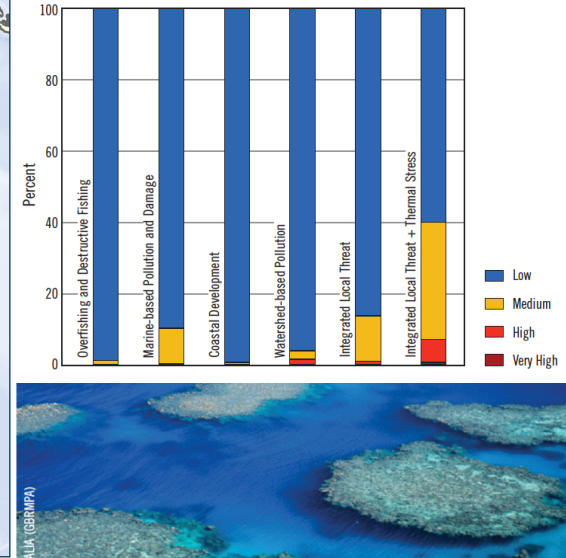 100
80
60
40
20
0
Percent
Overfishing and Destructive Fishing
Marine-based Pollution and Damage
Coastal Development
Watershed-based Pollution
Integrated Local Threat
Integrated Local Threat + Thermal Stress
Low
Medium
High
Very High
ALIA (GBRMPA)